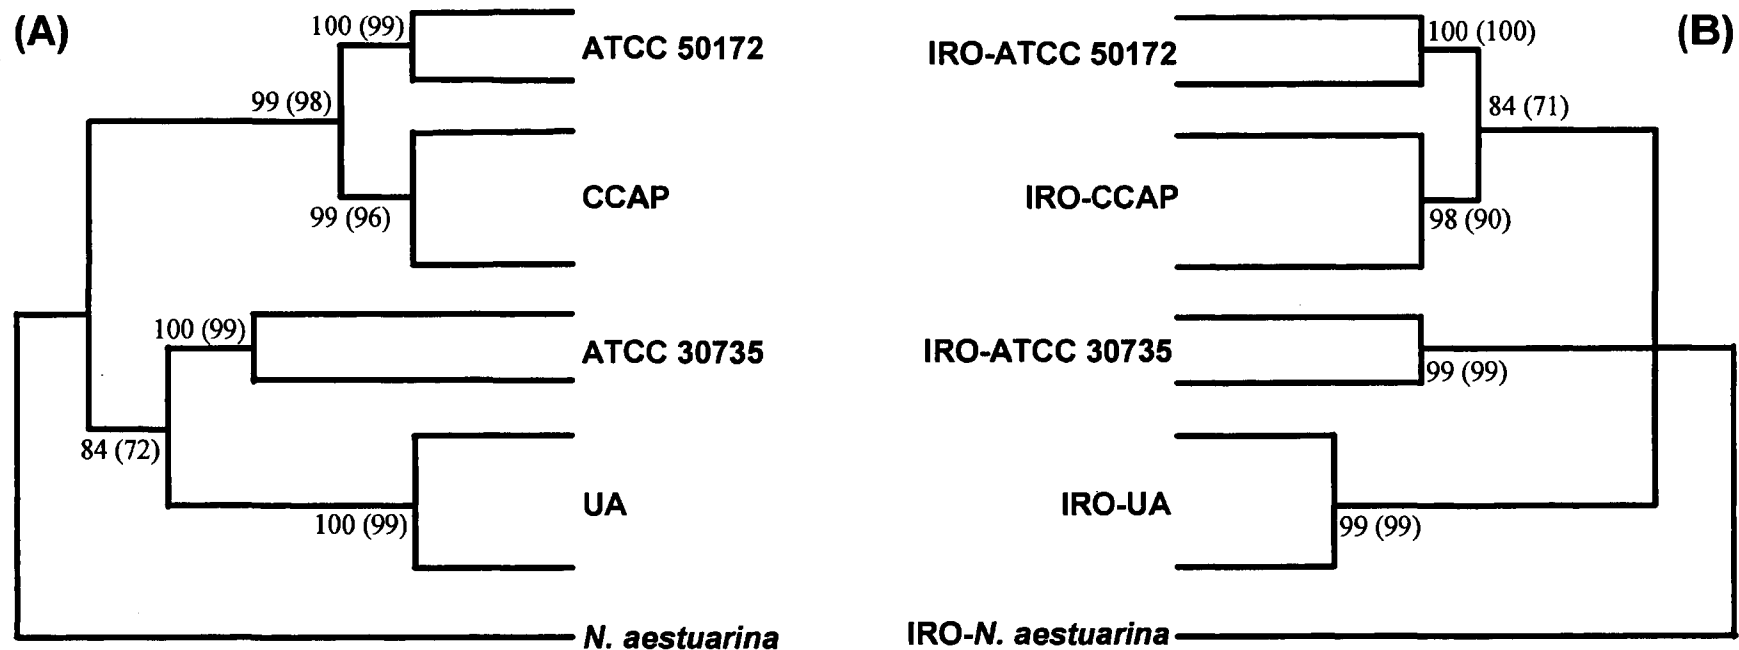 (A)
100 (99)
ATCC 50172
99 (98)
CCAP
99 (96)
100 (99)
ATCC 30735
84 (72)
UA
100 (99)
N. aestuarina
(B)
IRO-ATCC 50172
100 (100)
84 (71)
IRO-CCAP
98 (90)
IRO-ATCC 30735
99 (99)
IRO-UA
99 (99)
IRO-N. aestuarina